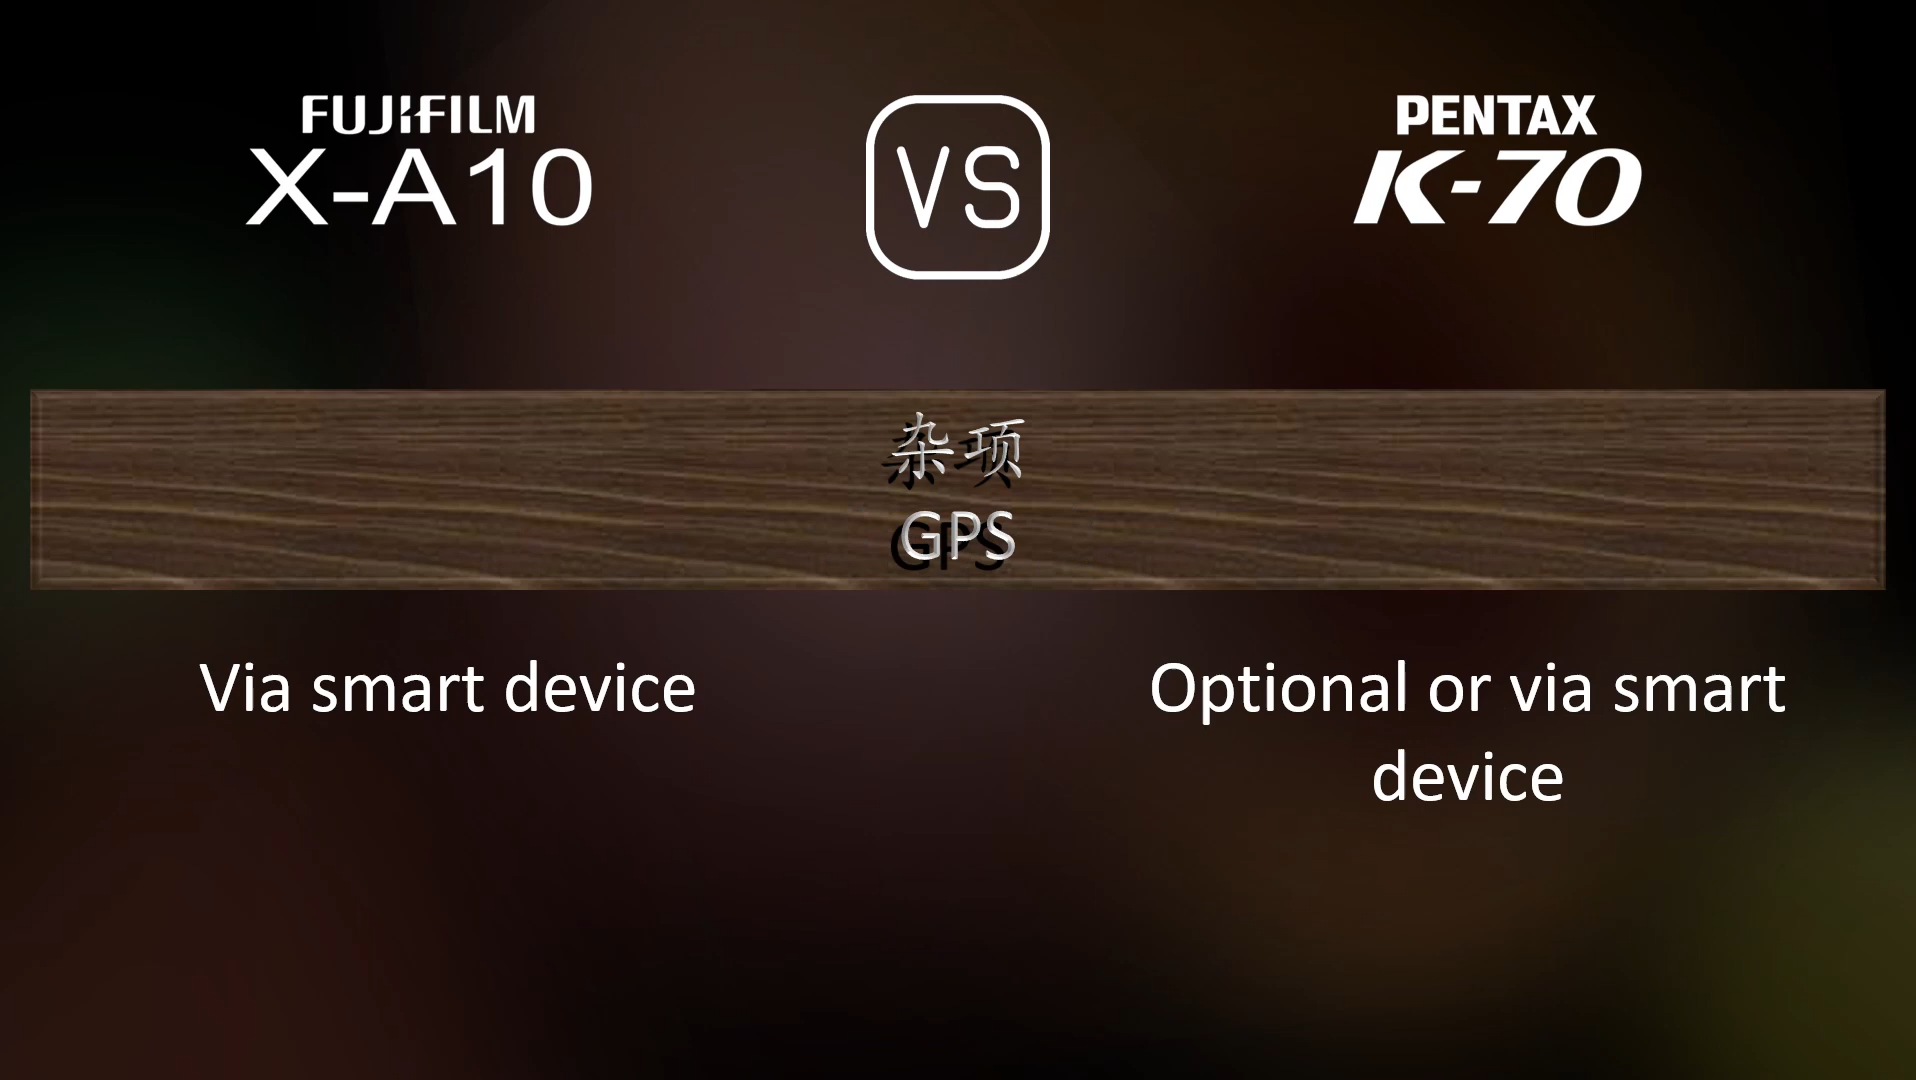 FUJIFILM
X-A10
VS
PENTAX
K-70
杂项
GPS
Via smart device
Optional or via smart
device